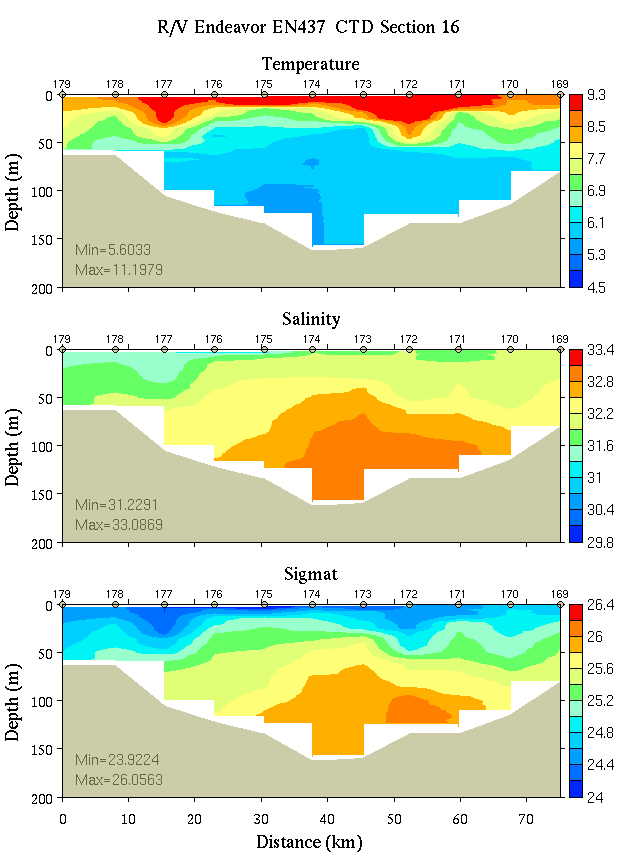 R/V Endeavor EN437 CTD Section 16
Temperature
179 178 177 176 175 174 173 172 171 170 169
0
50
100
150
200
Depth (m)
Min=5.6033
Max=11.1979
9.3
8.5
7.7
6.9
6.1
5.3
4.5
Salinity
179 178 177 176 175 174 173 172 171 170 169
0
50
100
150
200
Depth (m)
Min=31.2291
Max=33.0869
33.4
32.8
32.2
31.6
31
30.4
29.8
Sigmat
179 178 177 176 175 174 173 172 171 170 169
0
50
100
150
200
Depth (m)
Min=23.9224
Max=26.0563
26.4
26
25.6
25.2
24.8
24.4
24
0 10 20 30 40 50 60 70
Distance (km)